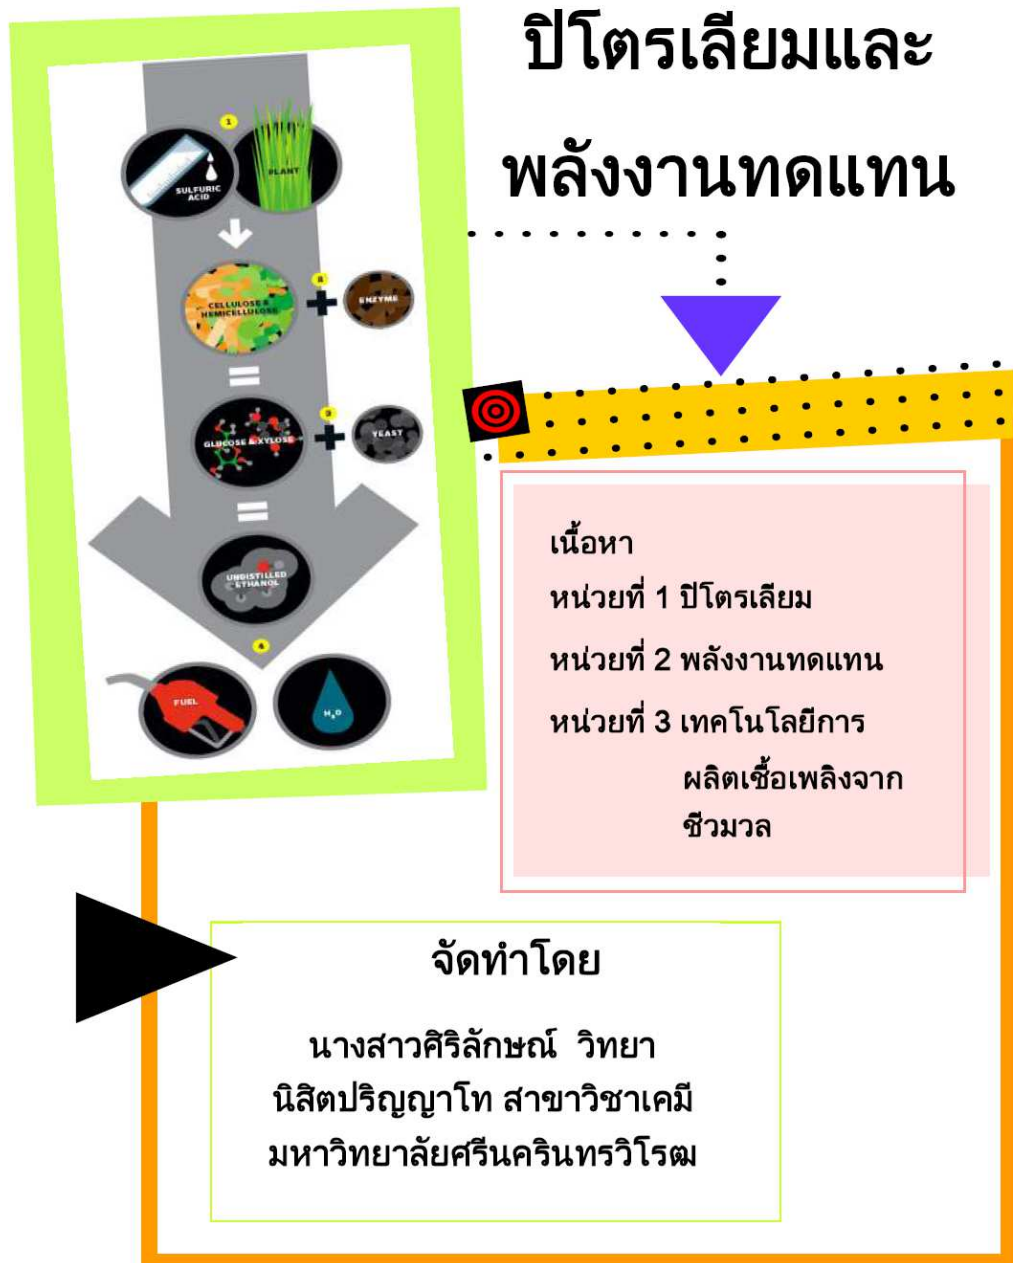 ปิโตรเลียมและ
พลังงานทดแทน
1
SULFURIC
ACID
PLANT
CELLULOSE &
HEMICELLULOSE
ENZYME
GLUCOSE & XYLOSE
YEAST
UNDISTILLED
ETHANOL
4
FUEL
H₂O
เนื้อหา
หน่วยที่ 1 ปิโตรเลียม
หน่วยที่ 2 พลังงานทดแทน
หน่วยที่ 3 เทคโนโลยีการ
ผลิตเชื้อเพลิงจาก
ชีวมวล
จัดทำโดย
นางสาวศิริลักษณ์ วิทยา
นิสิตปริญญาโท สาขาวิชาเคมี
มหาวิทยาลัยศรีนครินทรวิโรฒ